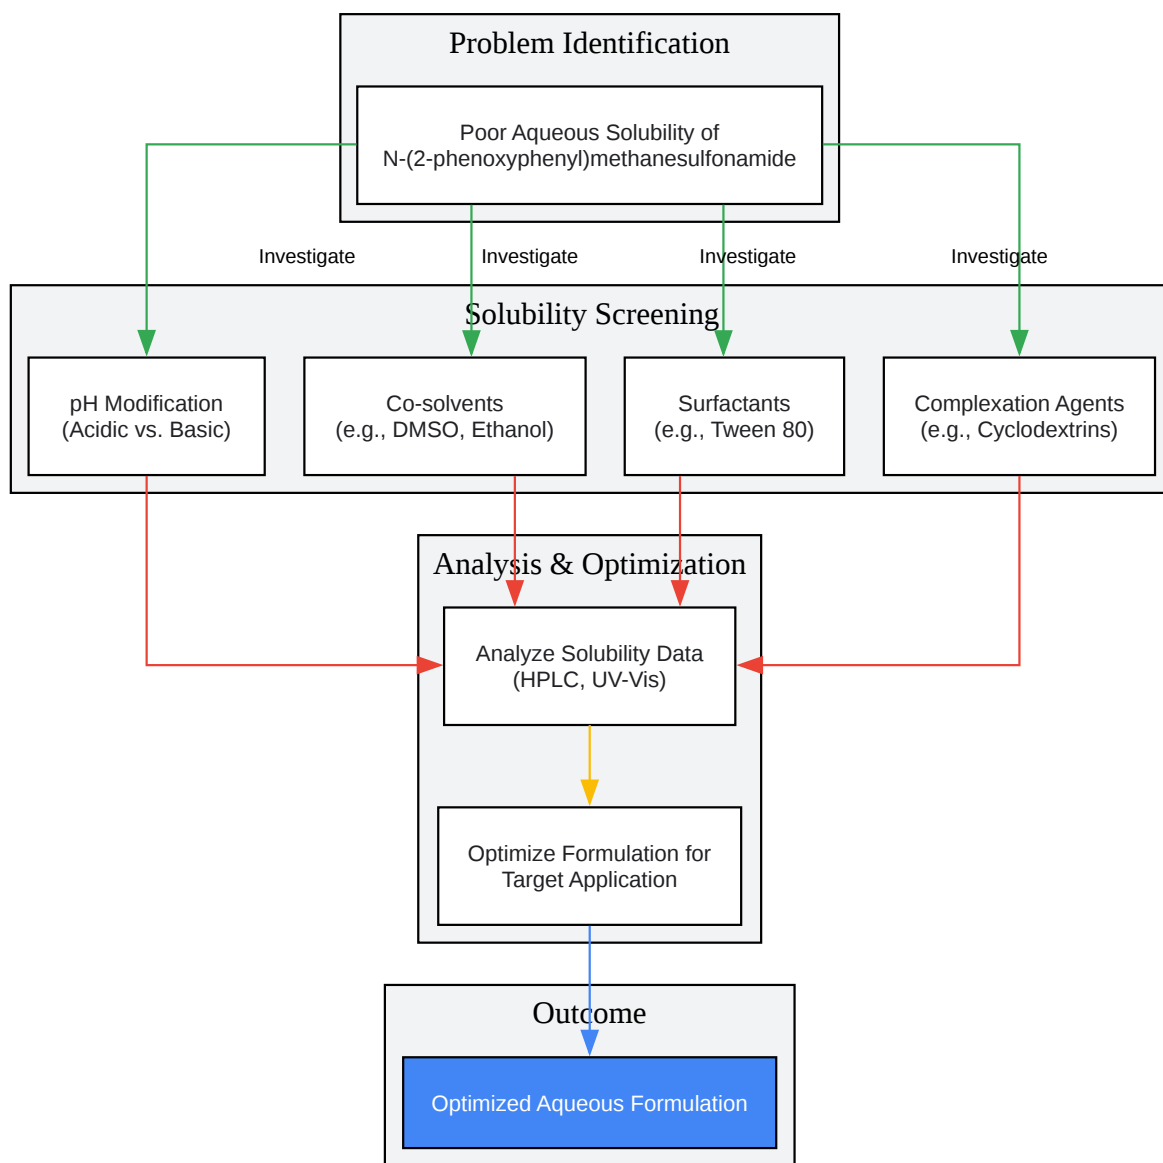 Problem Identification
Poor Aqueous Solubility of
N-(2-phenoxyphenyl)methanesulfonamide
Investigate
Investigate
Investigate
Investigate
Solubility Screening
pH Modification
(Acidic vs. Basic)
Co-solvents
(e.g., DMSO, Ethanol)
Surfactants
(e.g., Tween 80)
Complexation Agents
(e.g., Cyclodextrins)
Analysis & Optimization
Analyze Solubility Data
(HPLC, UV-Vis)
Optimize Formulation for
Target Application
Outcome
Optimized Aqueous Formulation